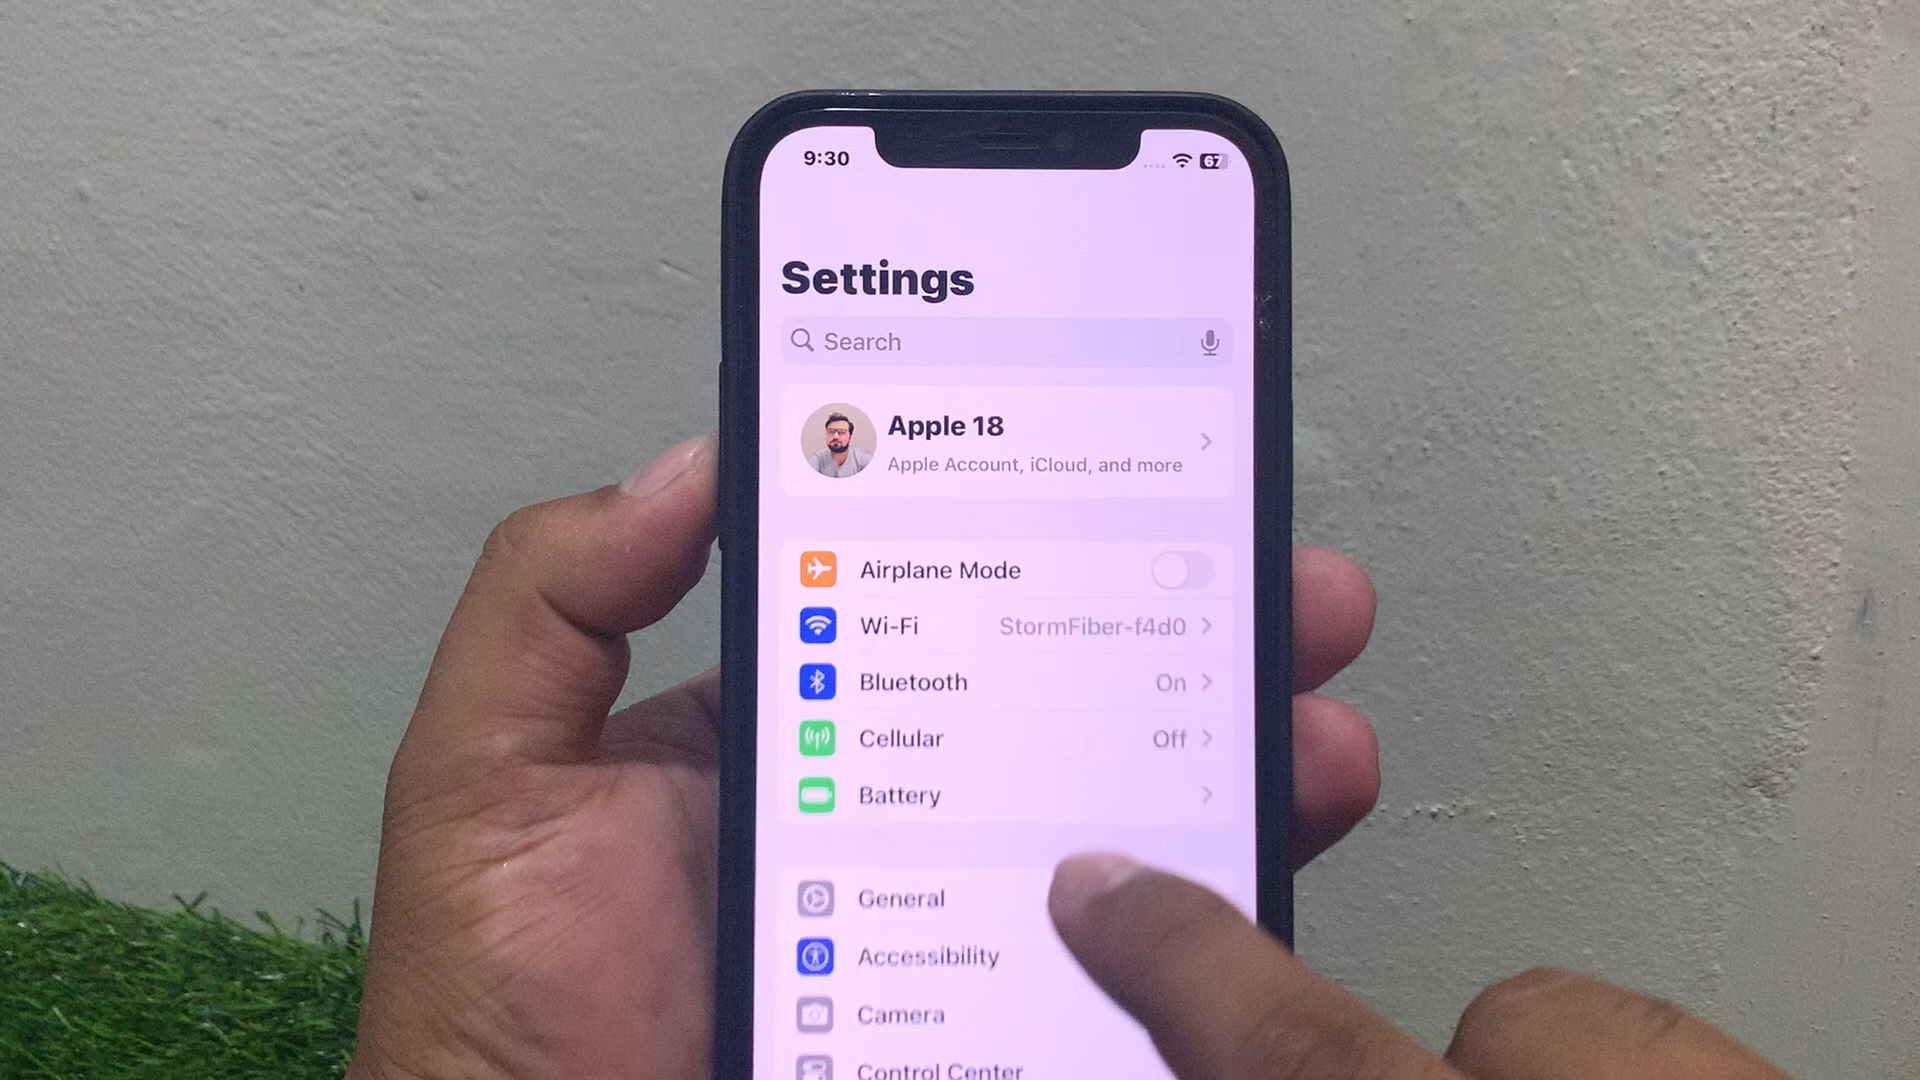 9:30
67
Settings
Search
Apple 18
Apple Account, iCloud, and more
Airplane Mode
Wi-Fi StormFiber-f4d0
Bluetooth On
Cellular Off
Battery
General
Accessibility
Camera
Control Center